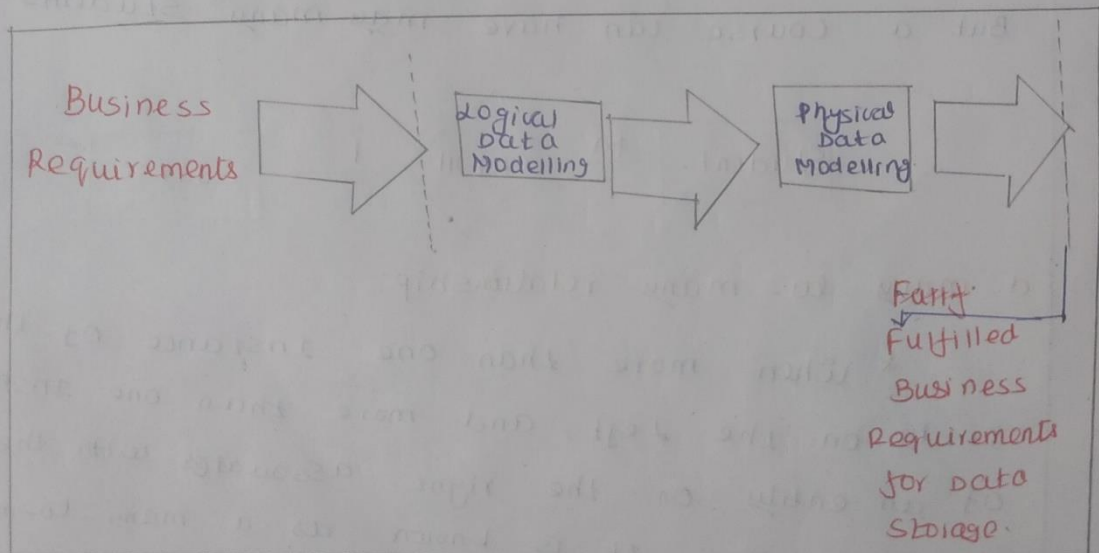 Business
Requirements
Logical
Data
Modelling
Physical
Data
Modelling
Fulfilled
Business
Requirements
for Data
Storage.